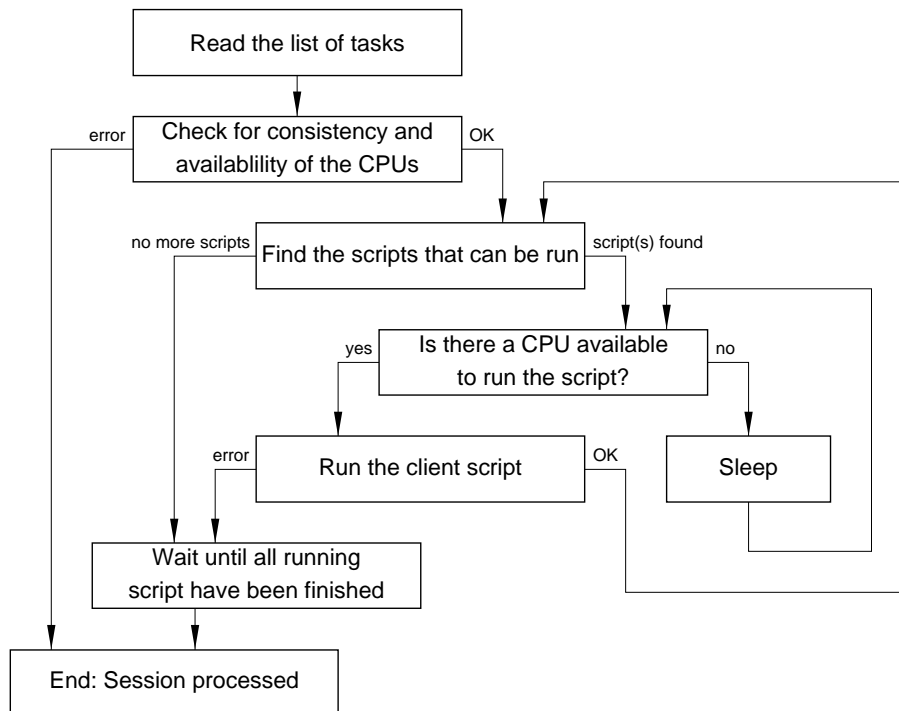 Read the list of tasks
error
Check for consistency and
OK
availablility of the CPUs
no more scripts
Find the scripts that can be run
script(s) found
yes
Is there a CPU available
no
to run the script?
error
Run the client script
OK
Sleep
Wait until all running
script have been finished
End: Session processed